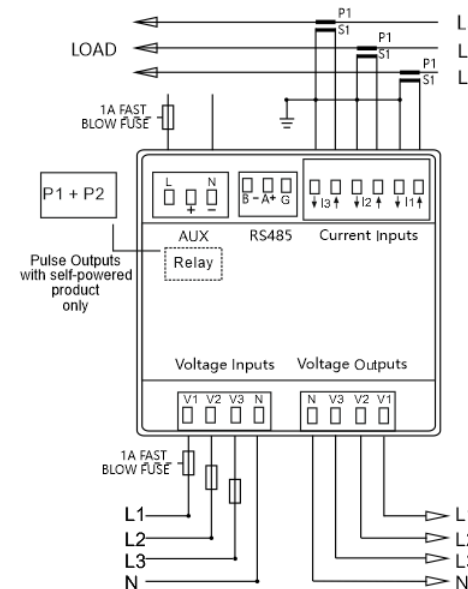 P1
L
S1
P1
LOAD
L
S1
P1
L
S1
1A FAST
BLOW FUSE
P1 + P2
L N
+ −
B - A+ G
I3 I2 I1
AUX RS485 Current Inputs
Pulse Outputs
with self-powered
product
only
Relay
Voltage Inputs Voltage Outputs
V1 V2 V3 N N V3 V2 V1
1A FAST
BLOW FUSE
L1 L1
L2 L2
L3 L3
N N